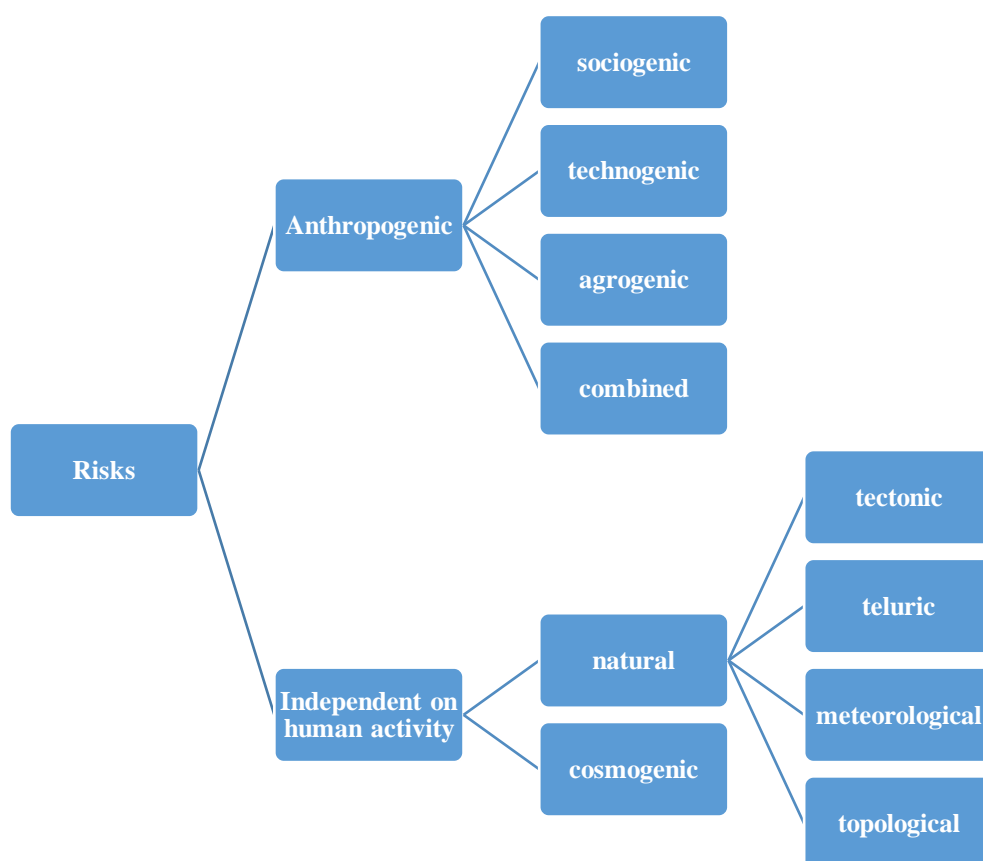 sociogenic
technogenic
Anthropogenic
agrogenic
combined
Risks
tectonic
teluric
natural
Independent on
human activity
meteorological
cosmogenic
topological